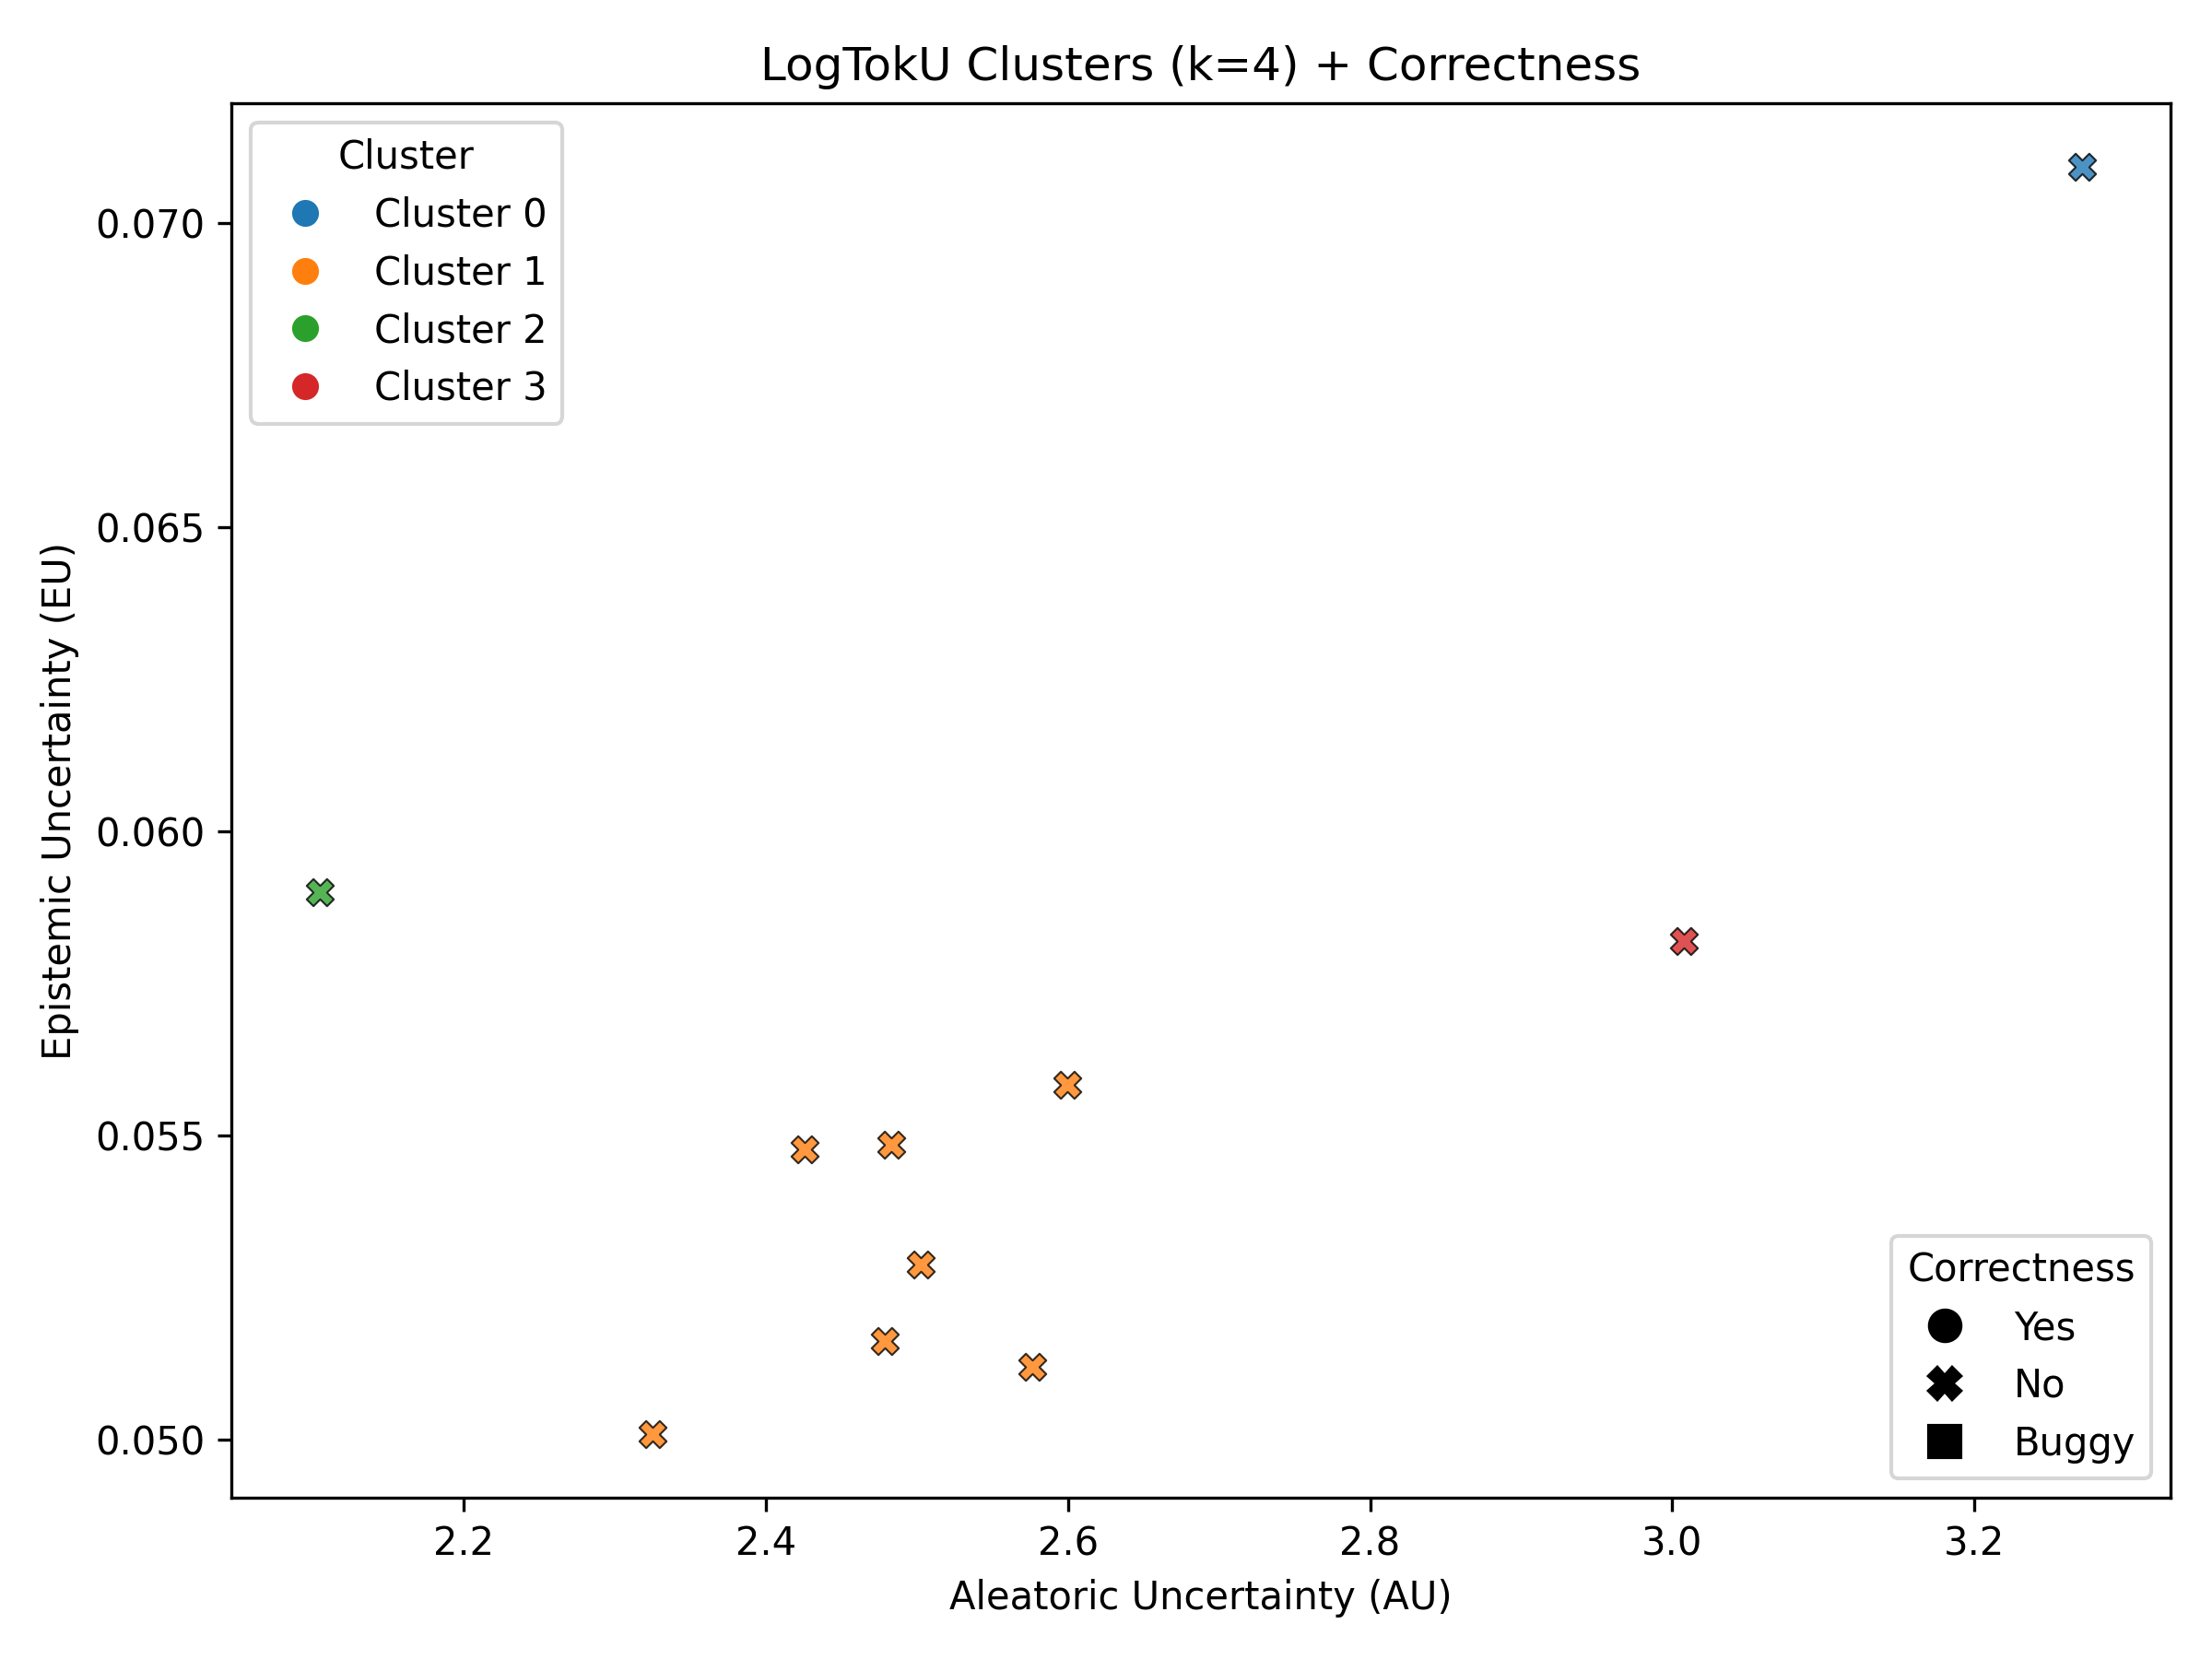 LogTokU Clusters (k=4) + Correctness
Cluster
Cluster 0
Cluster 1
Cluster 2
Cluster 3
0.070
0.065
0.060
0.055
0.050
Epistemic Uncertainty (EU)
Correctness
Yes
No
Buggy
2.2 2.4 2.6 2.8 3.0 3.2
Aleatoric Uncertainty (AU)